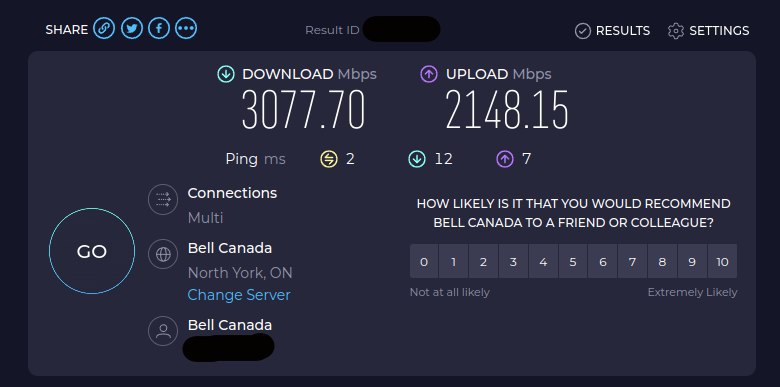 SHARE
Result ID
RESULTS
SETTINGS
DOWNLOAD Mbps
3077.70
UPLOAD Mbps
2148.15
Ping ms 2 12 7
GO
Connections
Multi
Bell Canada
North York, ON
Change Server
Bell Canada
HOW LIKELY IS IT THAT YOU WOULD RECOMMEND
BELL CANADA TO A FRIEND OR COLLEAGUE?
0 1 2 3 4 5 6 7 8 9 10
Not at all likely Extremely Likely